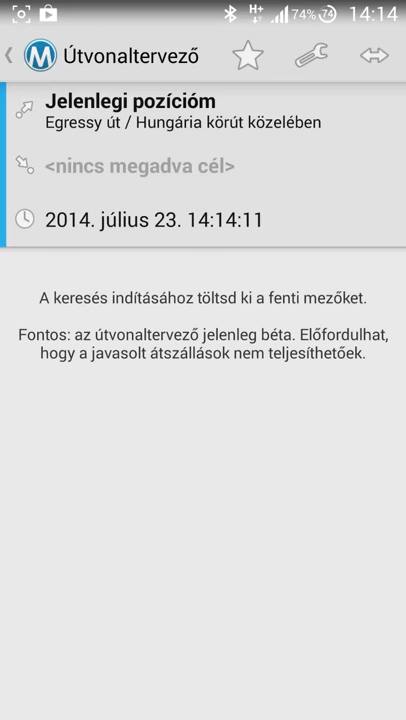 H+ 74% 74 14:14
M Útvonaltervező
Jelenlegi pozícióm
Egressy út / Hungária körút közelében
<nincs megadva cél>
2014. július 23. 14:14:11
A keresés indításához töltsd ki a fenti mezőket.
Fontos: az útvonaltervező jelenleg béta. Előfordulhat,
hogy a javasolt átszállások nem teljesíthetőek.